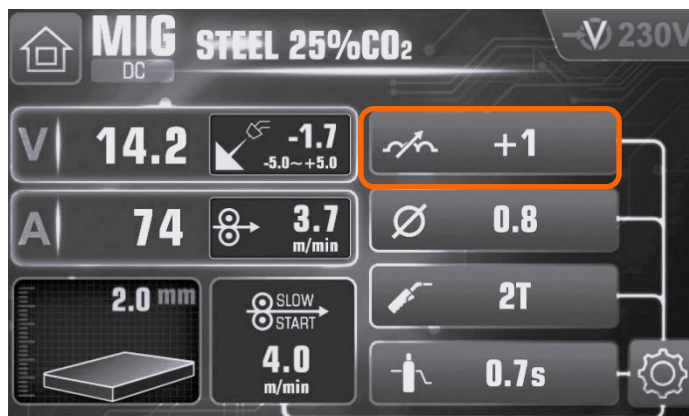 MIG STEEL 25%CO₂ 230V
DC
V 14.2 -1.7 +1
-5.0~+5.0
A 74 3.7 Ø 0.8
m/min
2.0 mm SLOW 2T
START
4.0 0.7s
m/min